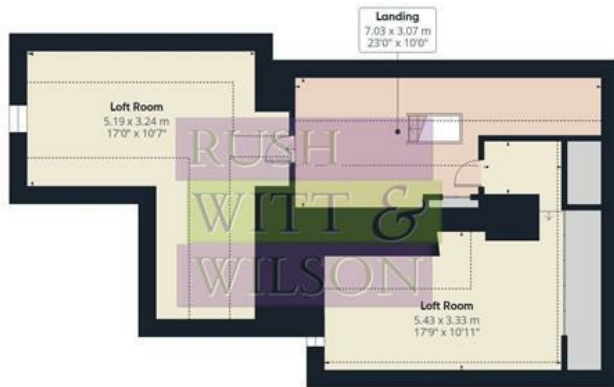 Landing
7.03 x 3.07 m
23'0" x 10'0"
Loft Room
5.19 x 3.24 m
17'0" x 10'7"
RUSH
WITT &
WILSON
Loft Room
5.43 x 3.33 m
17'9" x 10'11"